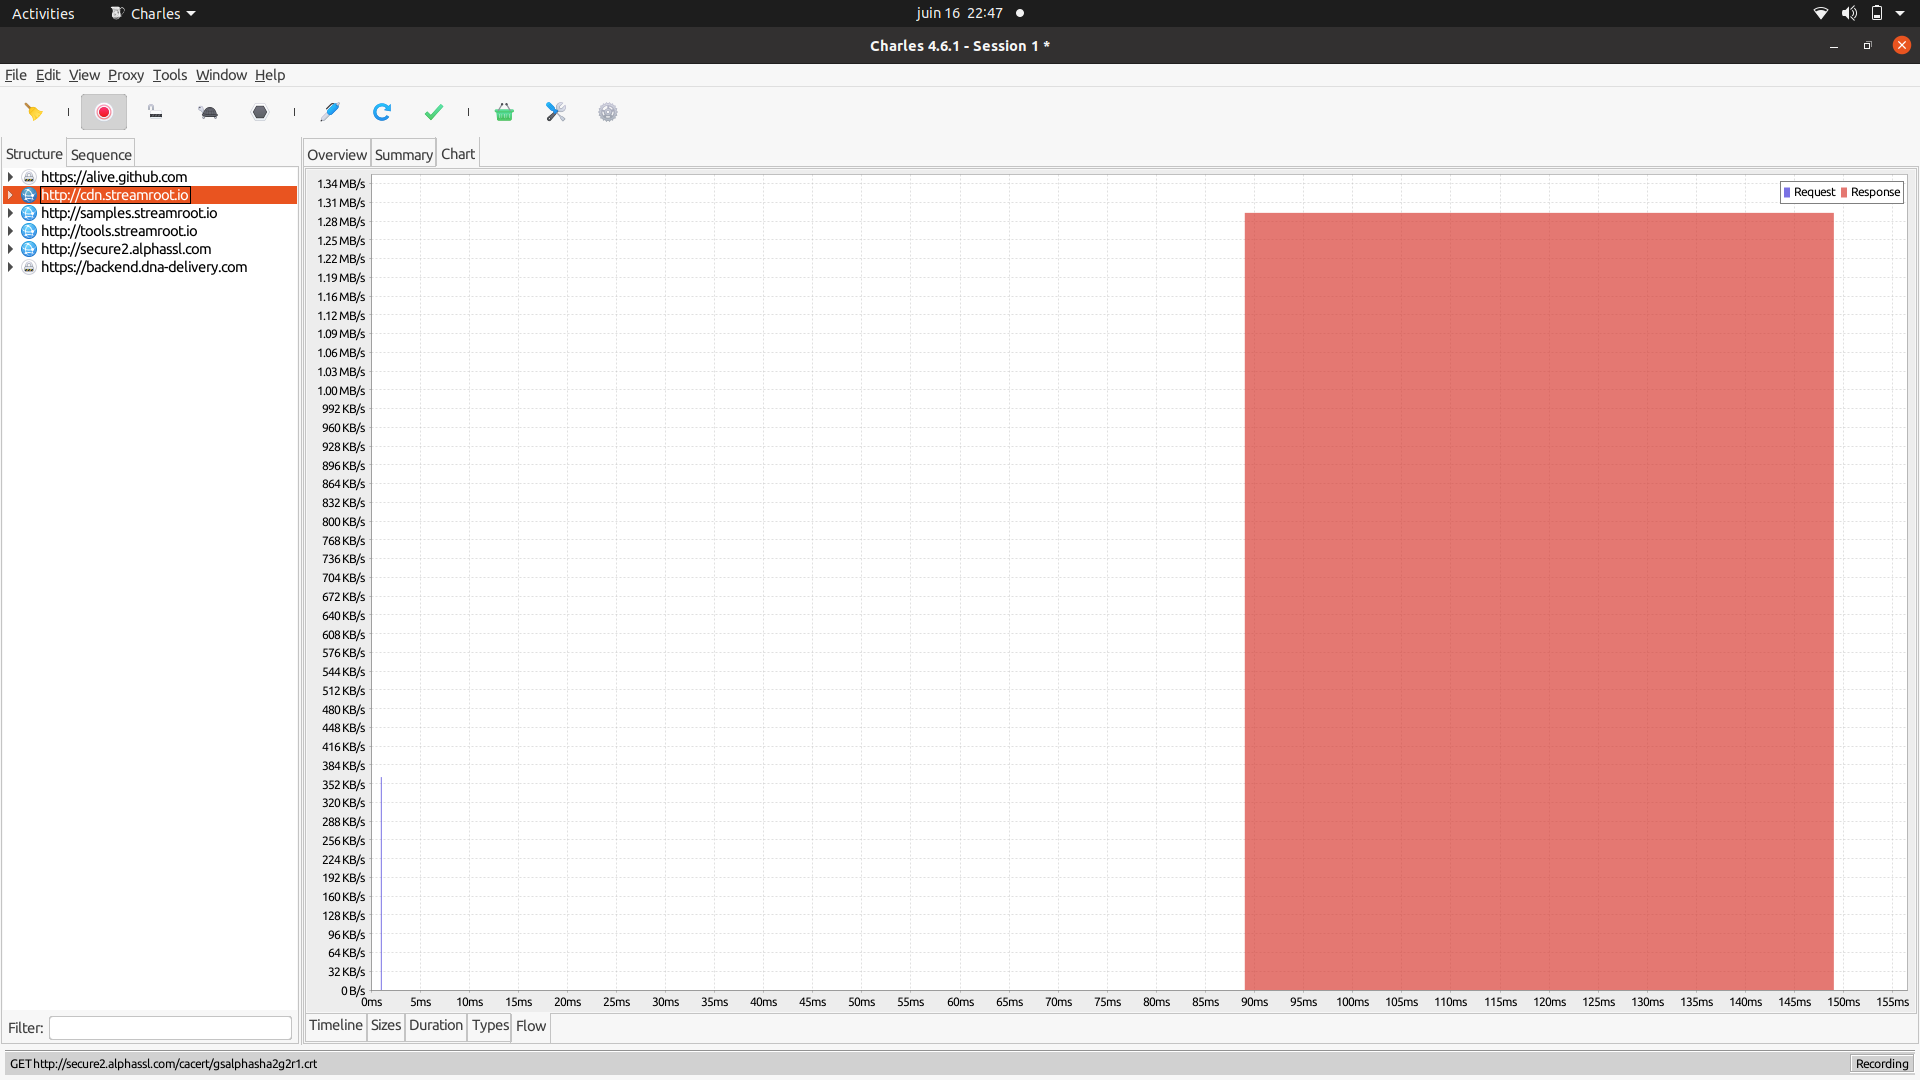 Activities Charles juin 16 22:47
Charles 4.6.1 - Session 1 *
File Edit View Proxy Tools Window Help
Structure Sequence
https://alive.github.com
http://cdn.streamroot.io
http://samples.streamroot.io
http://tools.streamroot.io
http://secure2.alphassl.com
https://backend.dna-delivery.com
Filter:
Overview Summary Chart
Request Response
1.34 MB/s
1.31 MB/s
1.28 MB/s
1.25 MB/s
1.22 MB/s
1.19 MB/s
1.16 MB/s
1.12 MB/s
1.09 MB/s
1.06 MB/s
1.03 MB/s
1.00 MB/s
992 KB/s
960 KB/s
928 KB/s
896 KB/s
864 KB/s
832 KB/s
800 KB/s
768 KB/s
736 KB/s
704 KB/s
672 KB/s
640 KB/s
608 KB/s
576 KB/s
544 KB/s
512 KB/s
480 KB/s
448 KB/s
416 KB/s
384 KB/s
352 KB/s
320 KB/s
288 KB/s
256 KB/s
224 KB/s
192 KB/s
160 KB/s
128 KB/s
96 KB/s
64 KB/s
32 KB/s
0 B/s
0ms 5ms 10ms 15ms 20ms 25ms 30ms 35ms 40ms 45ms 50ms 55ms 60ms 65ms 70ms 75ms 80ms 85ms 90ms 95ms 100ms 105ms 110ms 115ms 120ms 125ms 130ms 135ms 140ms 145ms 150ms 155ms
Timeline Sizes Duration Types Flow
GET http://secure2.alphassl.com/cacert/gsalphasha2g2r1.crt Recording